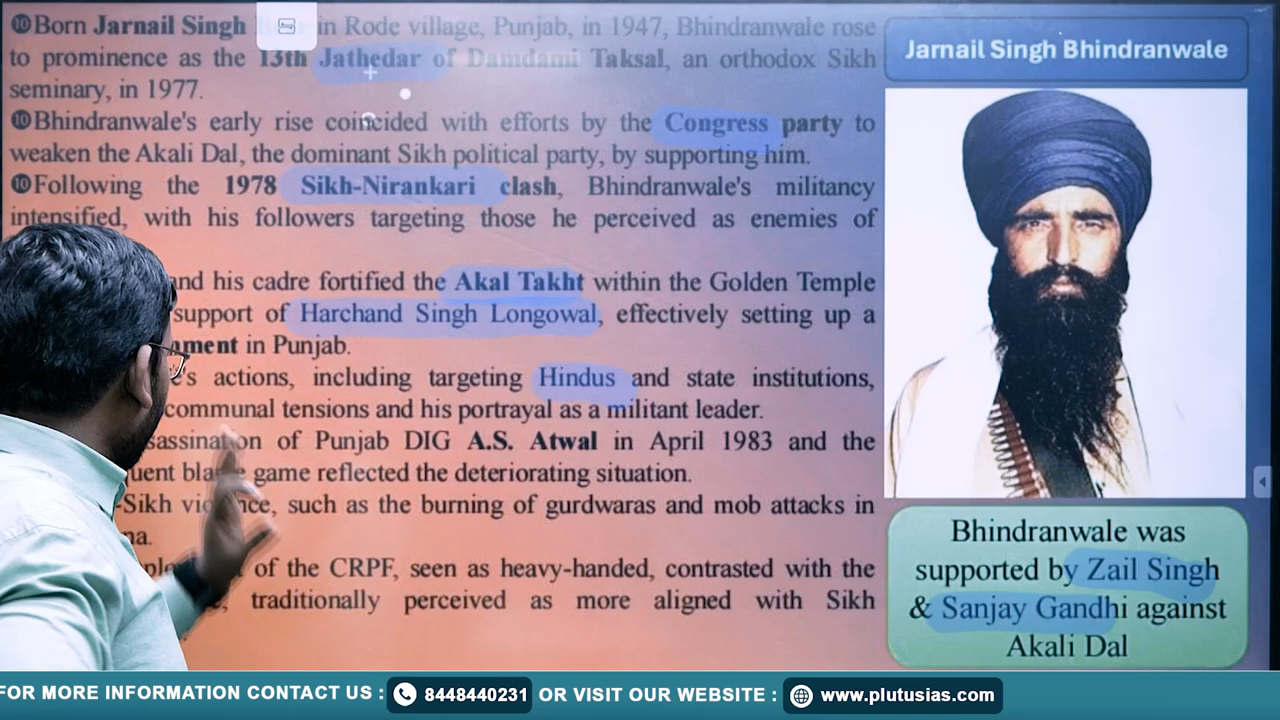 ❿Born Jarnail Singh in Rode village, Punjab, in 1947, Bhindranwale rose
to prominence as the 13th Jathedar of Damdami Taksal, an orthodox Sikh
seminary, in 1977.
❿Bhindranwale's early rise coincided with efforts by the Congress party to
weaken the Akali Dal, the dominant Sikh political party, by supporting him.
❿Following the 1978 Sikh-Nirankari clash, Bhindranwale's militancy
intensified, with his followers targeting those he perceived as enemies of
and his cadre fortified the Akal Takht within the Golden Temple
support of Harchand Singh Longowal, effectively setting up a
in Punjab.
actions, including targeting Hindus and state institutions,
communal tensions and his portrayal as a militant leader.
of Punjab DIG A.S. Atwal in April 1983 and the
game reflected the deteriorating situation.
-Sikh such as the burning of gurdwaras and mob attacks in
of the CRPF, seen as heavy-handed, contrasted with the
traditionally perceived as more aligned with Sikh
Jarnail Singh Bhindranwale
Bhindranwale was
supported by Zail Singh
& Sanjay Gandhi against
Akali Dal
FOR MORE INFORMATION CONTACT US : 8448440231 OR VISIT OUR WEBSITE : www.plutusias.com